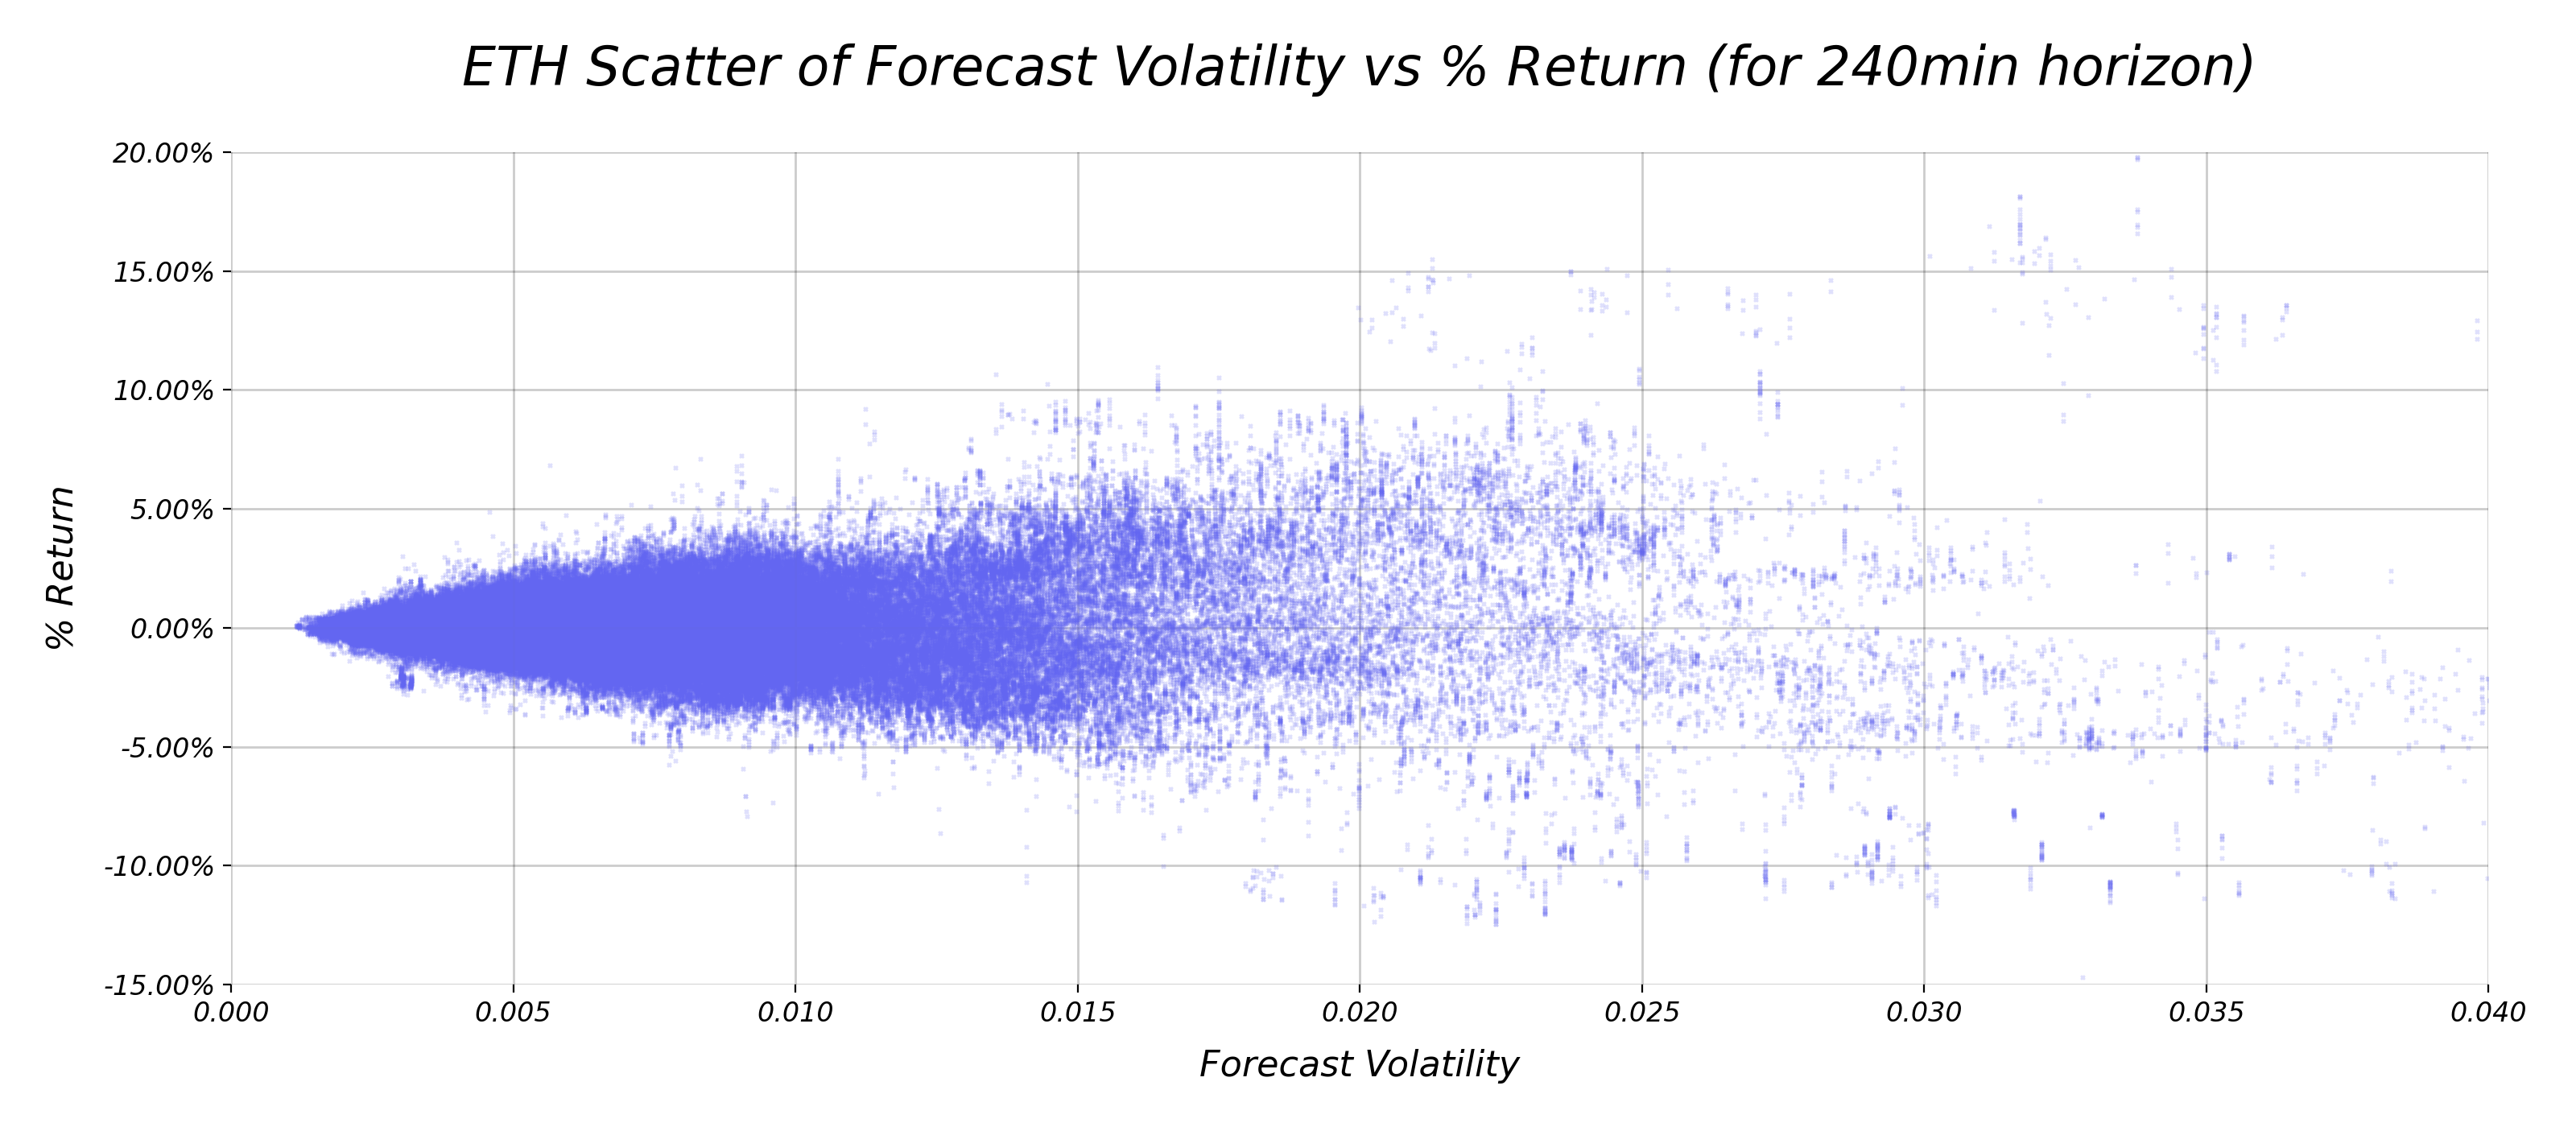 ETH Scatter of Forecast Volatility vs % Return (for 240min horizon)
20.00%
15.00%
10.00%
5.00%
0.00%
-5.00%
-10.00%
-15.00%
% Return
0.000 0.005 0.010 0.015 0.020 0.025 0.030 0.035 0.040
Forecast Volatility